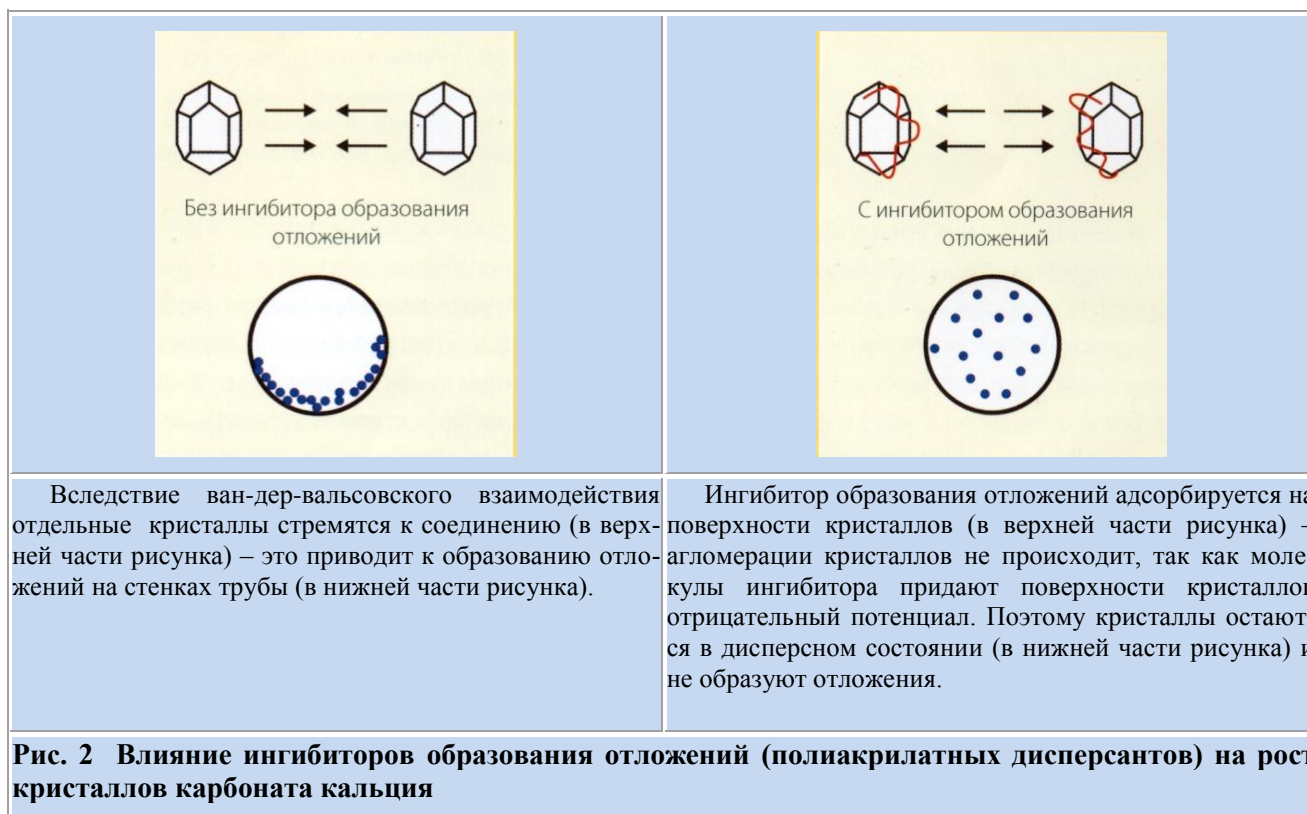 Без ингибитора образования
отложений
С ингибитором образования
отложений
Вследствие ван-дер-вальсовского взаимодействия
отдельные кристаллы стремятся к соединению (в верх-
ней части рисунка) – это приводит к образованию отло-
жений на стенках трубы (в нижней части рисунка).
Ингибитор образования отложений адсорбируется на
поверхности кристаллов (в верхней части рисунка) –
агломерации кристаллов не происходит, так как моле
кулы ингибитора придают поверхности кристаллов
отрицательный потенциал. Поэтому кристаллы остают
ся в дисперсном состоянии (в нижней части рисунка) и
не образуют отложения.
Рис. 2 Влияние ингибиторов образования отложений (полиакрилатных дисперсантов) на рост
кристаллов карбоната кальция